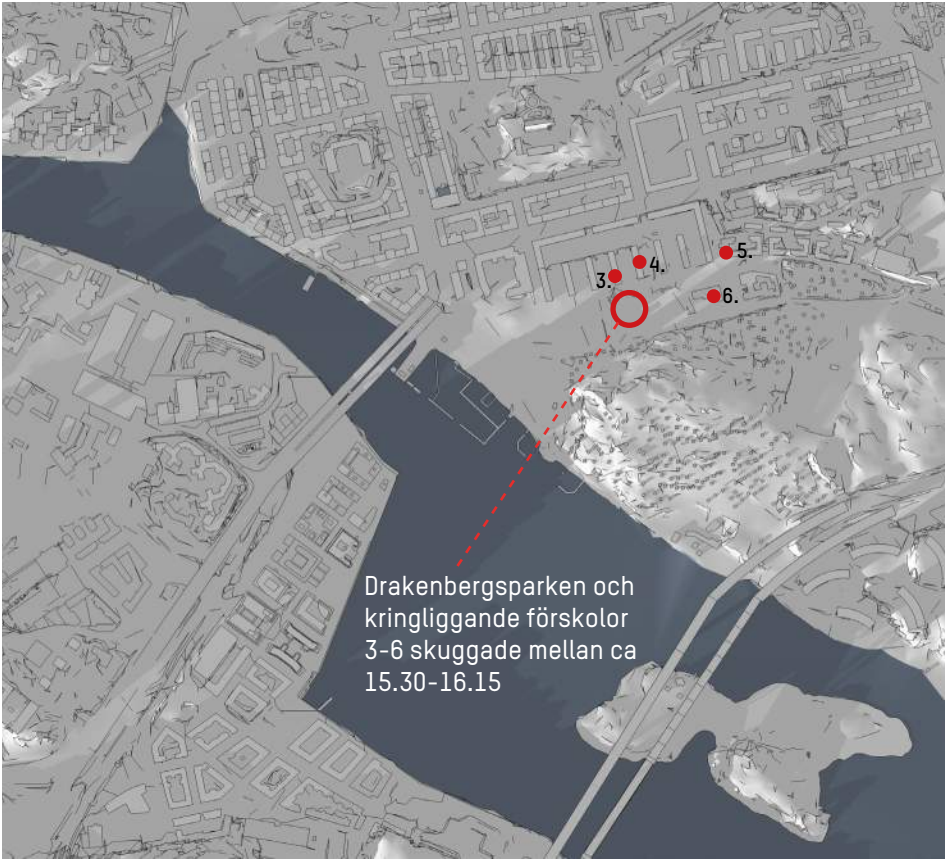 5.
4.
3.
6.
Drakenbergsparken och
kringliggande förskolor
3-6 skuggade mellan ca
15.30-16.15